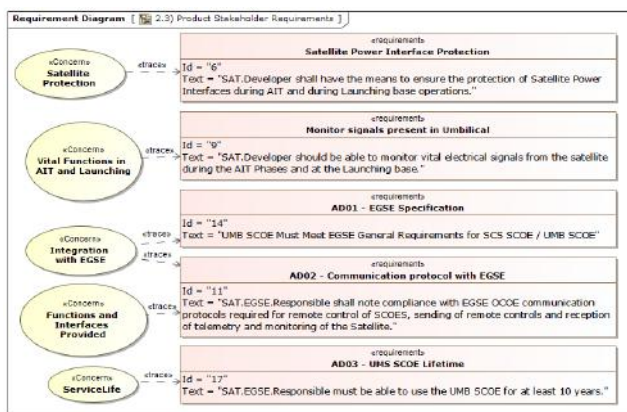 Requirement Diagram [ 2.3) Product Stakeholder Requirements ]
«Concern»
Satellite
Protection
«trace»
«requirement»
Satellite Power Interface Protection
Id = "6"
Text = "SAT.Developer shall have the means to ensure the protection of Satellite Power
Interfaces during AIT and during Launching base operations."
«Concern»
Vital Functions in
AIT and Launching
«trace»
«requirement»
Monitor signals present in Umbilical
Id = "9"
Text = "SAT.Developer should be able to monitor vital electrical signals from the satellite
during the AIT Phases and at the Launching base."
«Concern»
Integration
with EGSE
«trace»
«trace»
«requirement»
AD01 - EGSE Specification
Id = "14"
Text = "UMB SCOE Must Meet EGSE General Requirements for SCS SCOE / UMB SCOE"
«Concern»
Functions and
Interfaces
Provided
«trace»
«requirement»
AD02 - Communication protocol with EGSE
Id = "11"
Text = "SAT.EGSE.Responsible shall note compliance with EGSE OCOE communication
protocols required for remote control of SCOES, sending of remote controls and reception
of telemetry and monitoring of the Satellite."
«Concern»
ServiceLife
«trace»
«requirement»
AD03 - UMS SCOE Lifetime
Id = "17"
Text = "SAT.EGSE.Responsible must be able to use the UMB SCOE for at least 10 years."